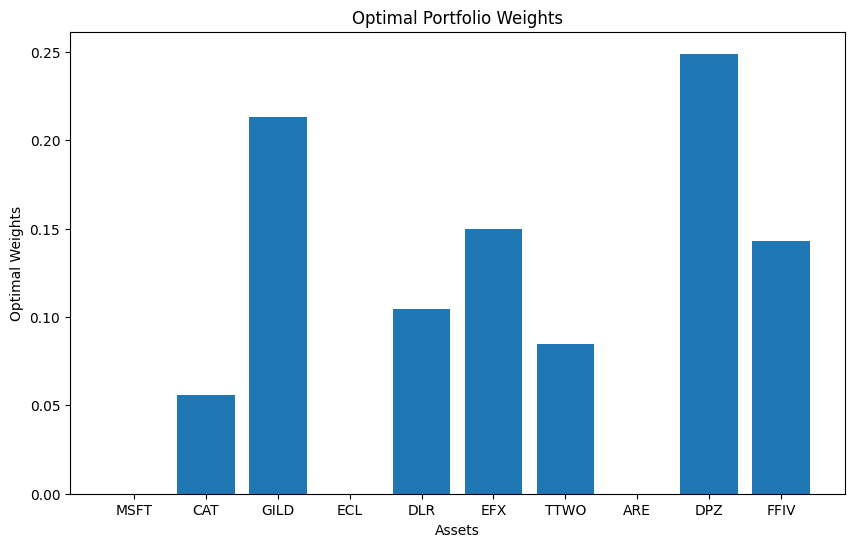 Optimal Portfolio Weights
Optimal Weights
0.25
0.20
0.15
0.10
0.05
0.00
MSFT CAT GILD ECL DLR EFX TTWO ARE DPZ FFIV
Assets